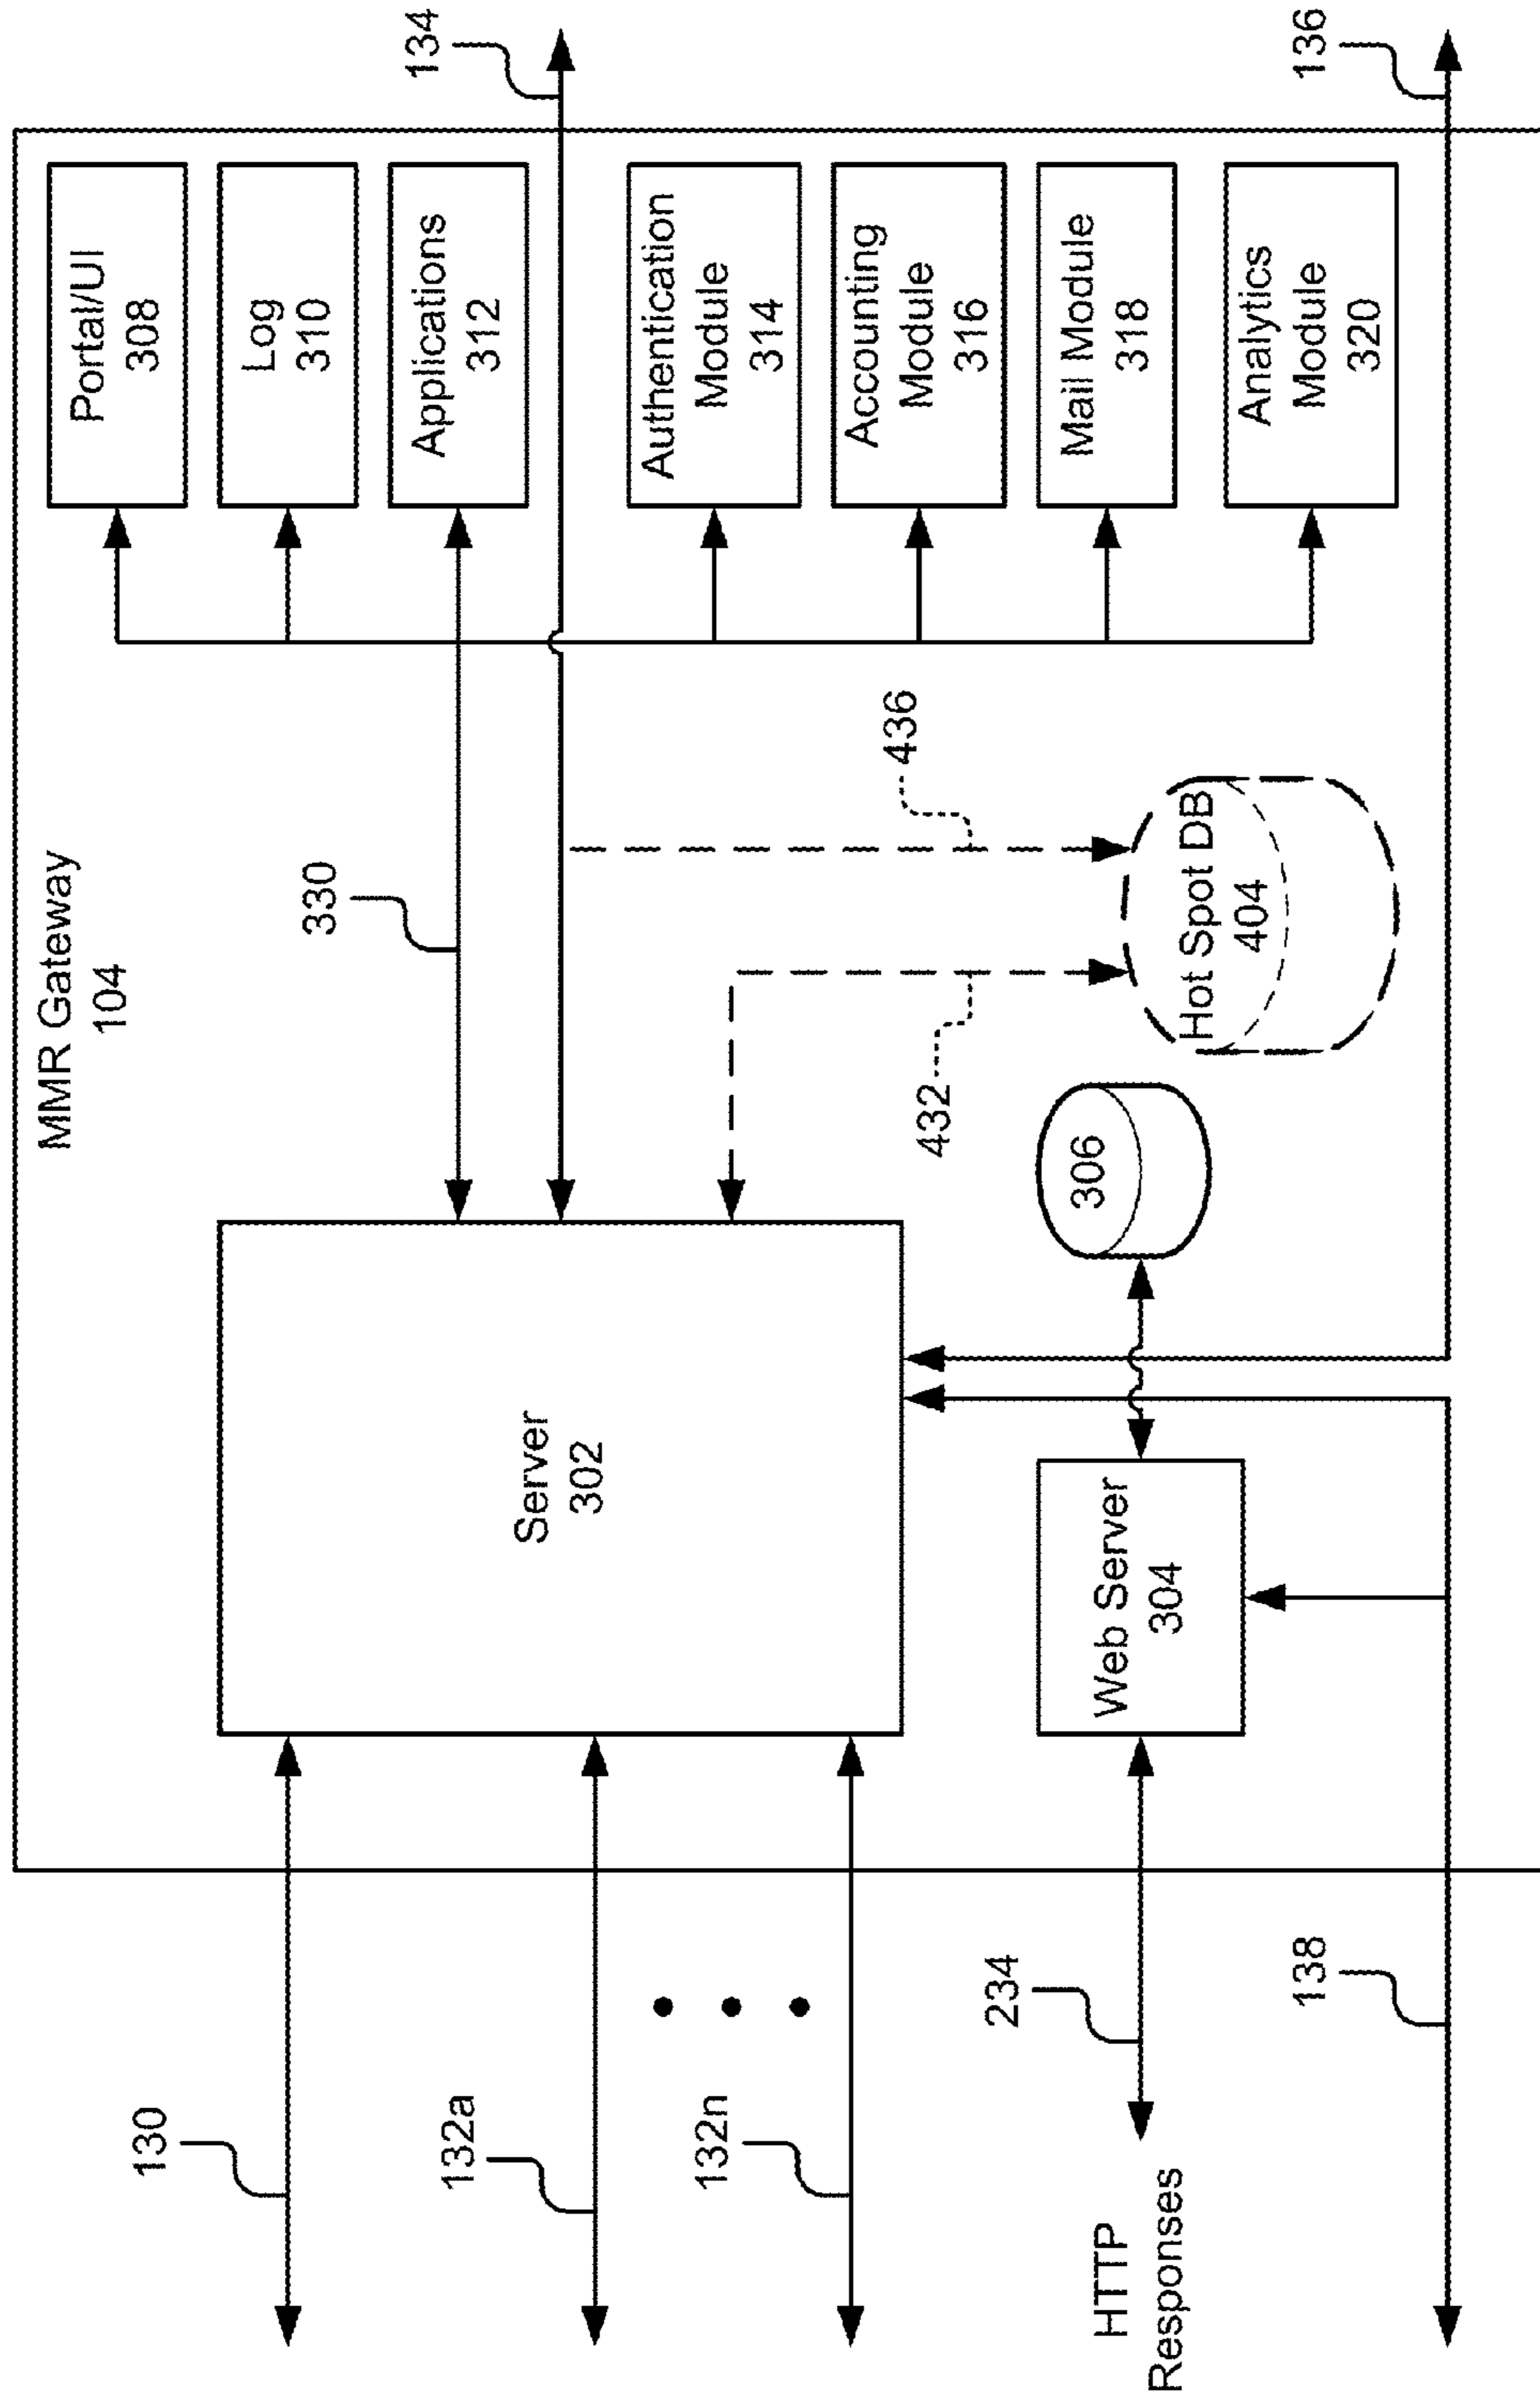 MMR Gateway
104
130
132a
132n
234
HTTP
Responses
138
Server
302
Web Server
304
306
330
432
436
Hot Spot DB
404
Portal/UI
308
Log
310
Applications
312
134
Authentication
Module
314
Accounting
Module
316
Mail Module
318
Analytics
Module
320
136